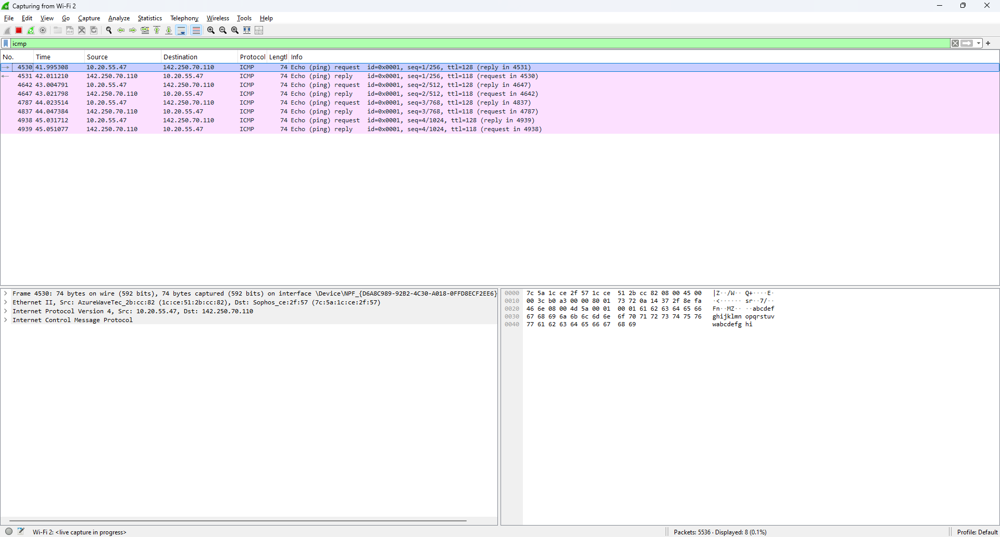 Capturing from Wi-Fi 2
File Edit View Go Capture Analyze Statistics Telephony Wireless Tools Help
icmp
No. Time Source Destination Protocol Lengtl Info
4530 41.995308 10.20.55.47 142.250.70.110 ICMP 74 Echo (ping) request id=0x0001, seq=1/256, ttl=128 (reply in 4531)
4531 42.011210 142.250.70.110 10.20.55.47 ICMP 74 Echo (ping) reply id=0x0001, seq=1/256, ttl=118 (request in 4530)
4642 43.004791 10.20.55.47 142.250.70.110 ICMP 74 Echo (ping) request id=0x0001, seq=2/512, ttl=128 (reply in 4647)
4647 43.021798 142.250.70.110 10.20.55.47 ICMP 74 Echo (ping) reply id=0x0001, seq=2/512, ttl=118 (request in 4642)
4787 44.023514 10.20.55.47 142.250.70.110 ICMP 74 Echo (ping) request id=0x0001, seq=3/768, ttl=128 (reply in 4837)
4837 44.047384 142.250.70.110 10.20.55.47 ICMP 74 Echo (ping) reply id=0x0001, seq=3/768, ttl=118 (request in 4787)
4938 45.031712 10.20.55.47 142.250.70.110 ICMP 74 Echo (ping) request id=0x0001, seq=4/1024, ttl=128 (reply in 4939)
4939 45.051077 142.250.70.110 10.20.55.47 ICMP 74 Echo (ping) reply id=0x0001, seq=4/1024, ttl=118 (request in 4938)
Frame 4530: 74 bytes on wire (592 bits), 74 bytes captured (592 bits) on interface \Device\NPF_{D6A8C989-92B2-4C30-A018-0FFD8ECF2EE6}
Ethernet II, Src: AzureWaveTec_2b:cc:82 (1c:ce:51:2b:cc:82), Dst: Sophos_ce:2f:57 (7c:5a:1c:ce:2f:57)
Internet Protocol Version 4, Src: 10.20.55.47, Dst: 142.250.70.110
Internet Control Message Protocol
0000 7c 5a 1c ce 2f 57 1c ce 51 2b cc 82 08 00 45 00 |Z··/W·· Q+····E·
0010 00 3c b0 a3 00 00 80 01 73 72 0a 14 37 2f 8e fa ·<······ sr··7/··
0020 46 6e 08 00 4d 5a 00 01 00 01 61 62 63 64 65 66 Fn··MZ·· ··abcdef
0030 67 68 69 6a 6b 6c 6d 6e 6f 70 71 72 73 74 75 76 ghijklmn opqrstuv
0040 77 61 62 63 64 65 66 67 68 69 wabcdefg hi
Wi-Fi 2: <live capture in progress>
Packets: 5536 · Displayed: 8 (0.1%)
Profile: Default